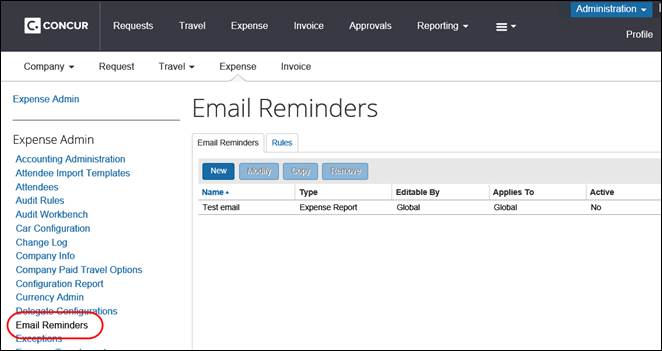 Administration
C. CONCUR Requests Travel Expense Invoice Approvals Reporting
Profile
Company Request Travel Expense Invoice
Expense Admin
Email Reminders
Expense Admin
Accounting Administration
Attendee Import Templates
Attendees
Audit Rules
Audit Workbench
Car Configuration
Change Log
Company Info
Company Paid Travel Options
Configuration Report
Currency Admin
Delegate Configurations
Email Reminders
Exceptions
Email Reminders Rules
New Modify Copy Remove
Name Type Editable By Applies To Active
Test email Expense Report Global Global No